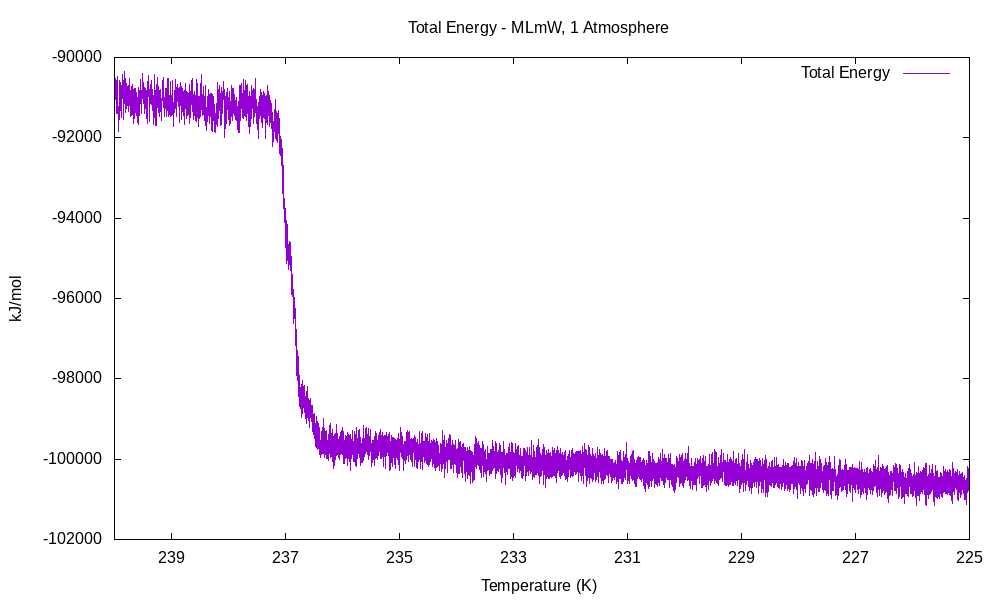 Total Energy - MLmW, 1 Atmosphere
Total Energy
-90000
-92000
-94000
-96000
-98000
-100000
-102000
kJ/mol
239 237 235 233 231 229 227 225
Temperature (K)